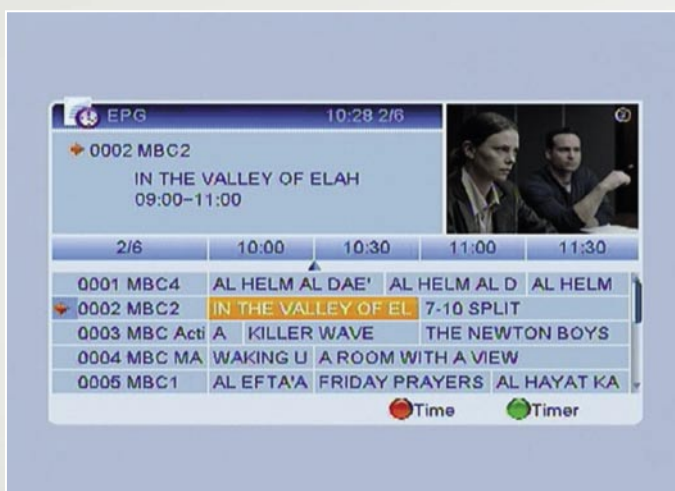 EPG 10:28 2/6
0002 MBC2
IN THE VALLEY OF ELAH
09:00-11:00
2/6 10:00 10:30 11:00 11:30
0001 MBC4 AL HELM AL DAE' AL HELM AL D AL HELM
0002 MBC2 IN THE VALLEY OF EL 7-10 SPLIT
0003 MBC Acti A KILLER WAVE THE NEWTON BOYS
0004 MBC MA WAKING U A ROOM WITH A VIEW
0005 MBC1 AL EFTA'A FRIDAY PRAYERS AL HAYAT KA
Time Timer